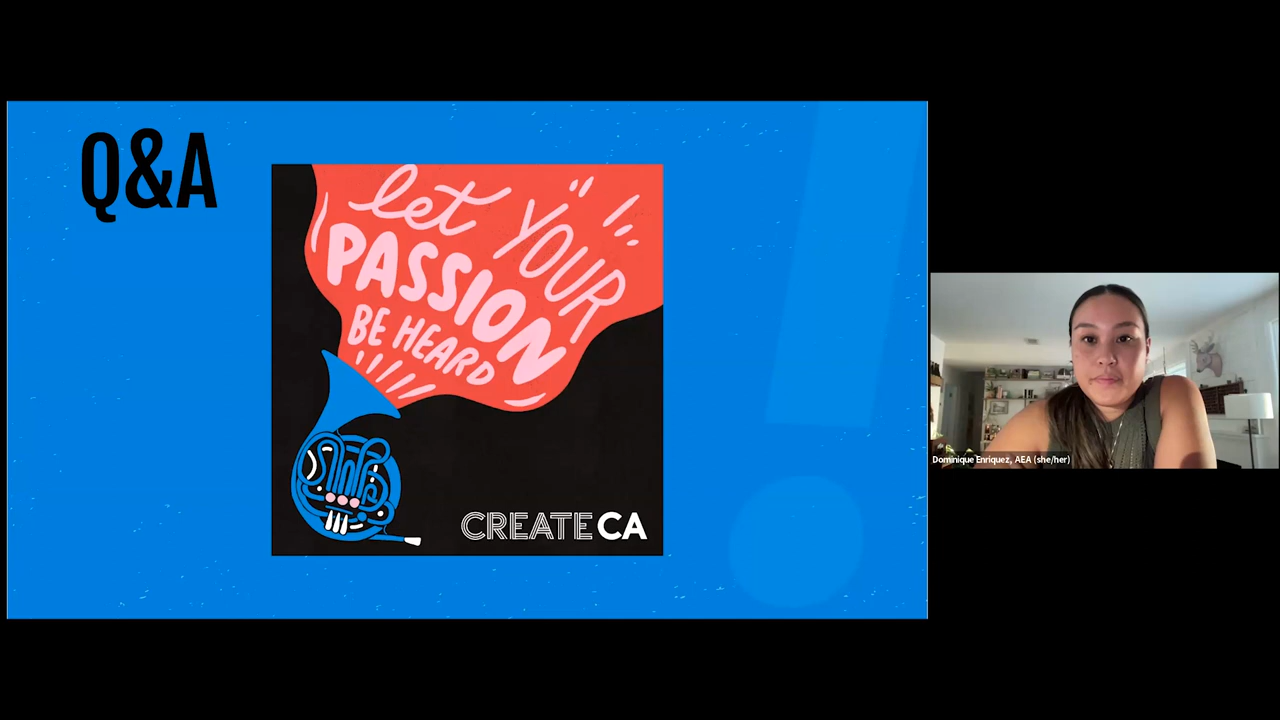 Q&A
let YOUR
PASSION
BE HEARD
CREATE CA
Dominique Enriquez, AEA (she/her)